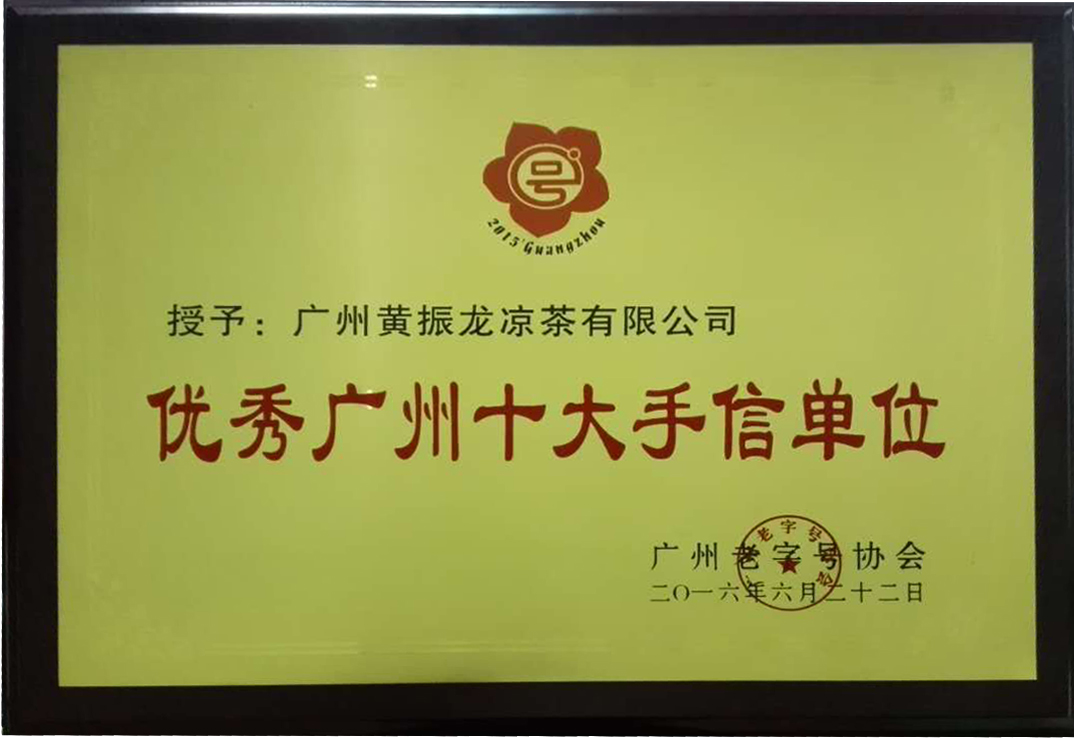 号
2015'Guangzhou
授予：广州黄振龙凉茶有限公司
优秀广州十大手信单位
广州老字号协会
二〇一六年六月二十二日